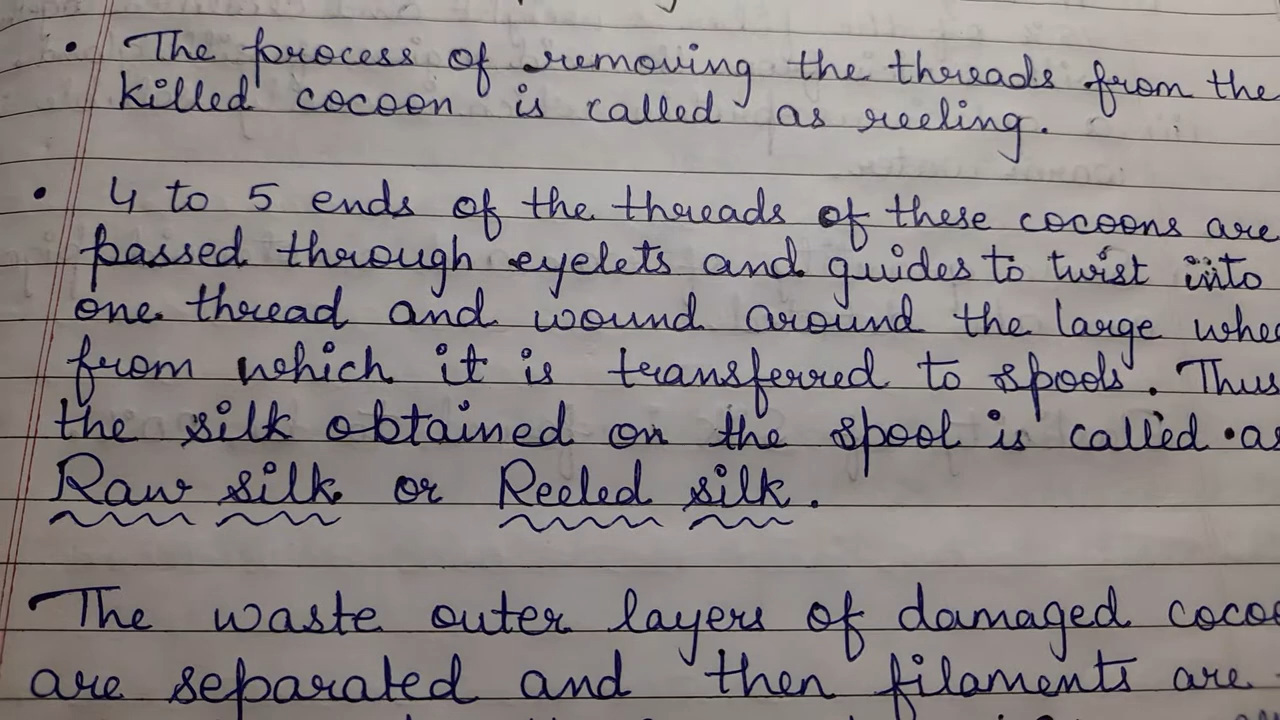 • The process of removing the threads from the
killed cocoon is called as reeling.
• 4 to 5 ends of the threads of these cocoons are
passed through eyelets and guides to twist into
one thread and wound around the large whe
from which it is transferred to spools. Thus
the silk obtained on the spool is called as
Raw silk or Reeled silk.
The waste outer layers of damaged cocoo
are separated and then filaments are